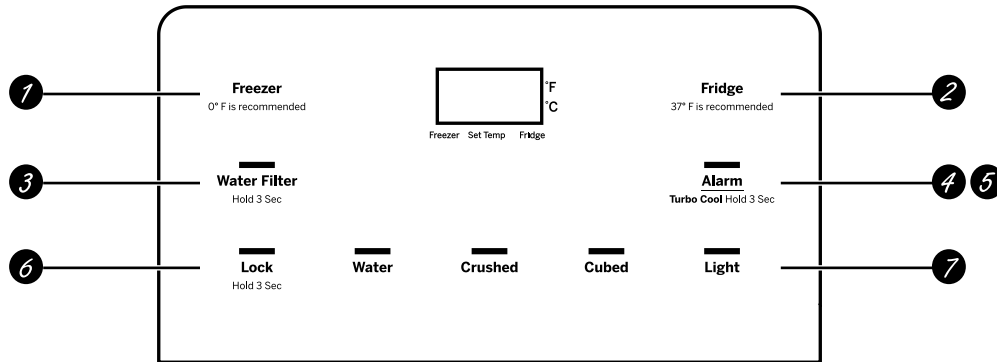 1
Freezer
0° F is recommended
°F
°C
Freezer Set Temp Fridge
Fridge
37° F is recommended
2
3
Water Filter
Hold 3 Sec
Alarm
Turbo Cool Hold 3 Sec
4 5
6
Lock
Hold 3 Sec
Water
Crushed
Cubed
Light
7